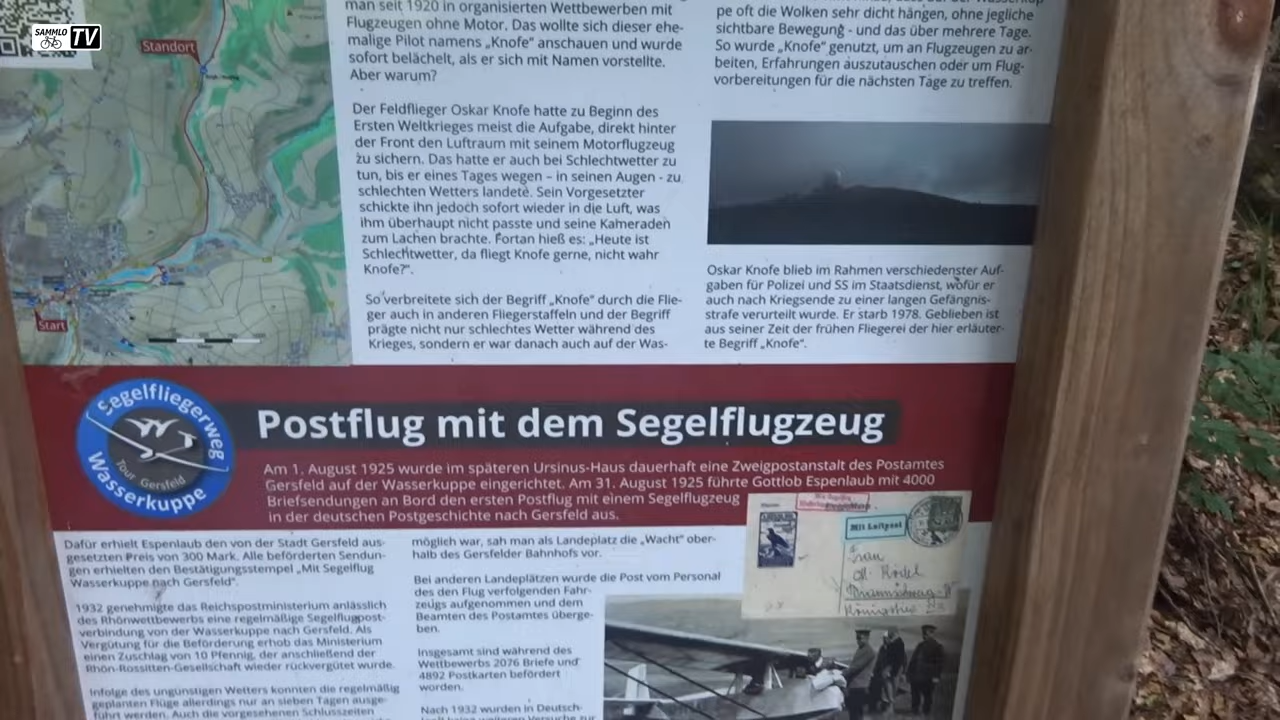 SAMMLO TV
Standort
Start
man seit 1920 in organisierten Wettbewerben mit
Flugzeugen ohne Motor. Das wollte sich dieser ehe-
malige Pilot namens „Knofe“ anschauen und wurde
sofort belächelt, als er sich mit Namen vorstellte.
Aber warum?
Der Feldflieger Oskar Knofe hatte zu Beginn des
Ersten Weltkrieges meist die Aufgabe, direkt hinter
der Front den Luftraum mit seinem Motorflugzeug
zu sichern. Das hatte er auch bei Schlechtwetter zu
tun, bis er eines Tages wegen – in seinen Augen - zu
schlechten Wetters landete. Sein Vorgesetzter
schickte ihn jedoch sofort wieder in die Luft, was
ihm überhaupt nicht passte und seine Kameraden
zum Lachen brachte. Fortan hieß es: „Heute ist
Schlechtwetter, da fliegt Knofe gerne, nicht wahr
Knofe?“.
So verbreitete sich der Begriff „Knofe“ durch die Flie-
ger auch in anderen Fliegerstaffeln und der Begriff
prägte nicht nur schlechtes Wetter während des
Krieges, sondern er war danach auch auf der Was-
pe oft die Wolken sehr dicht hängen, ohne jegliche
sichtbare Bewegung - und das über mehrere Tage.
So wurde „Knofe“ genutzt, um an Flugzeugen zu ar-
beiten, Erfahrungen auszutauschen oder um Flug-
vorbereitungen für die nächsten Tage zu treffen.
Oskar Knofe blieb im Rahmen verschiedenster Auf-
gaben für Polizei und SS im Staatsdienst, wofür er
auch nach Kriegsende zu einer langen Gefängnis-
strafe verurteilt wurde. Er starb 1978. Geblieben ist
aus seiner Zeit der frühen Fliegerei der hier erläuter-
te Begriff „Knofe“.
Segelfliegerweg
Tour Gersfeld
Wasserkuppe
Postflug mit dem Segelflugzeug
Am 1. August 1925 wurde im späteren Ursinus-Haus dauerhaft eine Zweigpostanstalt des Postamtes
Gersfeld auf der Wasserkuppe eingerichtet. Am 31. August 1925 führte Gottlob Espenlaub mit 4000
Briefsendungen an Bord den ersten Postflug mit einem Segelflugzeug
in der deutschen Postgeschichte nach Gersfeld aus.
Dafür erhielt Espenlaub den von der Stadt Gersfeld aus-
gesetzten Preis von 300 Mark. Alle beförderten Sendun-
gen erhielten den Bestätigungsstempel „Mit Segelflug
Wasserkuppe nach Gersfeld“.
1932 genehmigte das Reichspostministerium anlässlich
des Rhönwettbewerbs eine regelmäßige Segelflugpost-
verbindung von der Wasserkuppe nach Gersfeld. Als
Vergütung für die Beförderung erhob das Ministerium
einen Zuschlag von 10 Pfennig, der anschließend der
Rhön-Rossitten-Gesellschaft wieder rückvergütet wurde.
Infolge des ungünstigen Wetters konnten die regelmäßig
geplanten Flüge allerdings nur an sieben Tagen ausge-
führt werden. Auch die vorgesehenen Schlusszeiten
möglich war, sah man als Landeplatz die „Wacht“ ober-
halb des Gersfelder Bahnhofs vor.
Bei anderen Landeplätzen wurde die Post vom Personal
des den Flug verfolgenden Fahr-
zeugs aufgenommen und dem
Beamten des Postamtes überge-
ben.
Insgesamt sind während des
Wettbewerbs 2076 Briefe und
4892 Postkarten befördert
worden.
Nach 1932 wurden in Deutsch-
Mit Luftpost
Frau